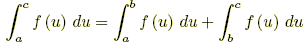 ∫_a^c f(u) du = ∫_a^b f(u) du + ∫_b^c f(u) du